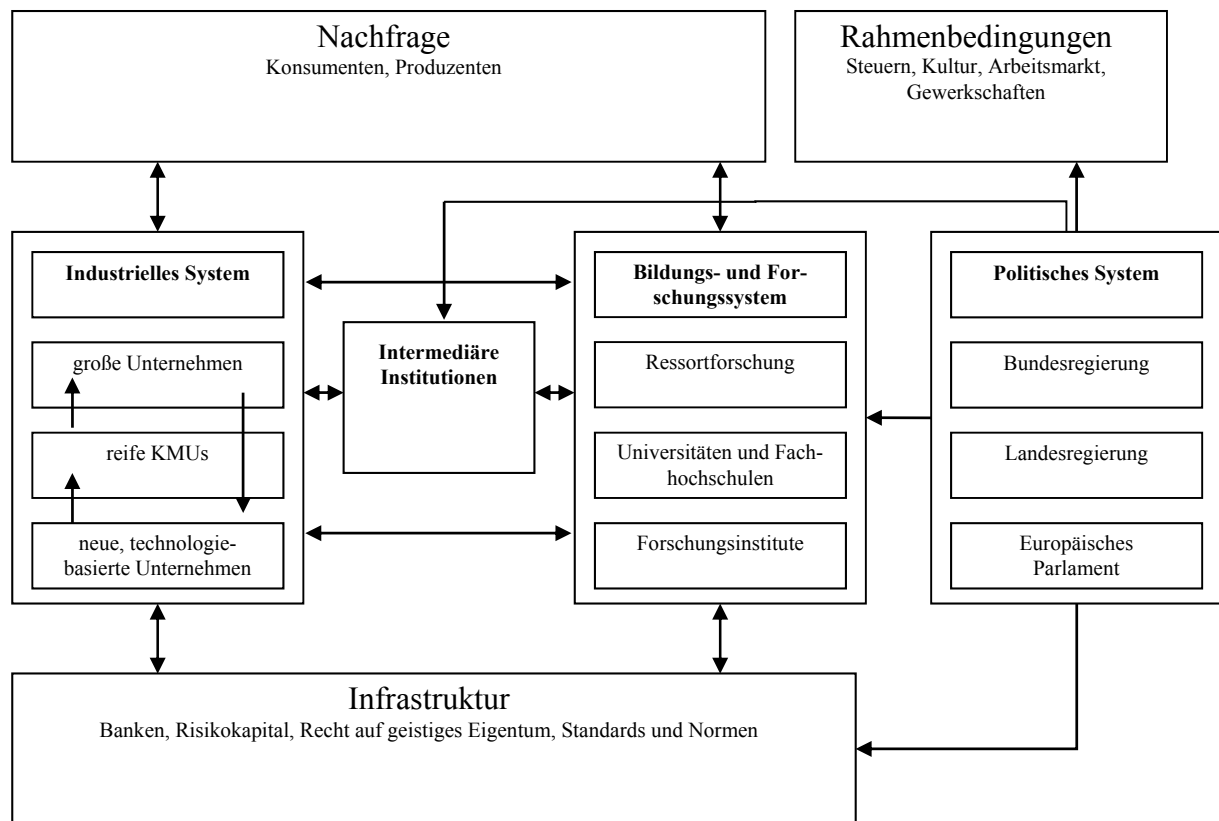 Nachfrage
Konsumenten, Produzenten
Rahmenbedingungen
Steuern, Kultur, Arbeitsmarkt,
Gewerkschaften
Industrielles System
große Unternehmen
reife KMUs
neue, technologie-
basierte Unternehmen
Intermediäre
Institutionen
Bildungs- und For-
schungssystem
Ressortforschung
Universitäten und Fach-
hochschulen
Forschungsinstitute
Politisches System
Bundesregierung
Landesregierung
Europäisches
Parlament
Infrastruktur
Banken, Risikokapital, Recht auf geistiges Eigentum, Standards und Normen